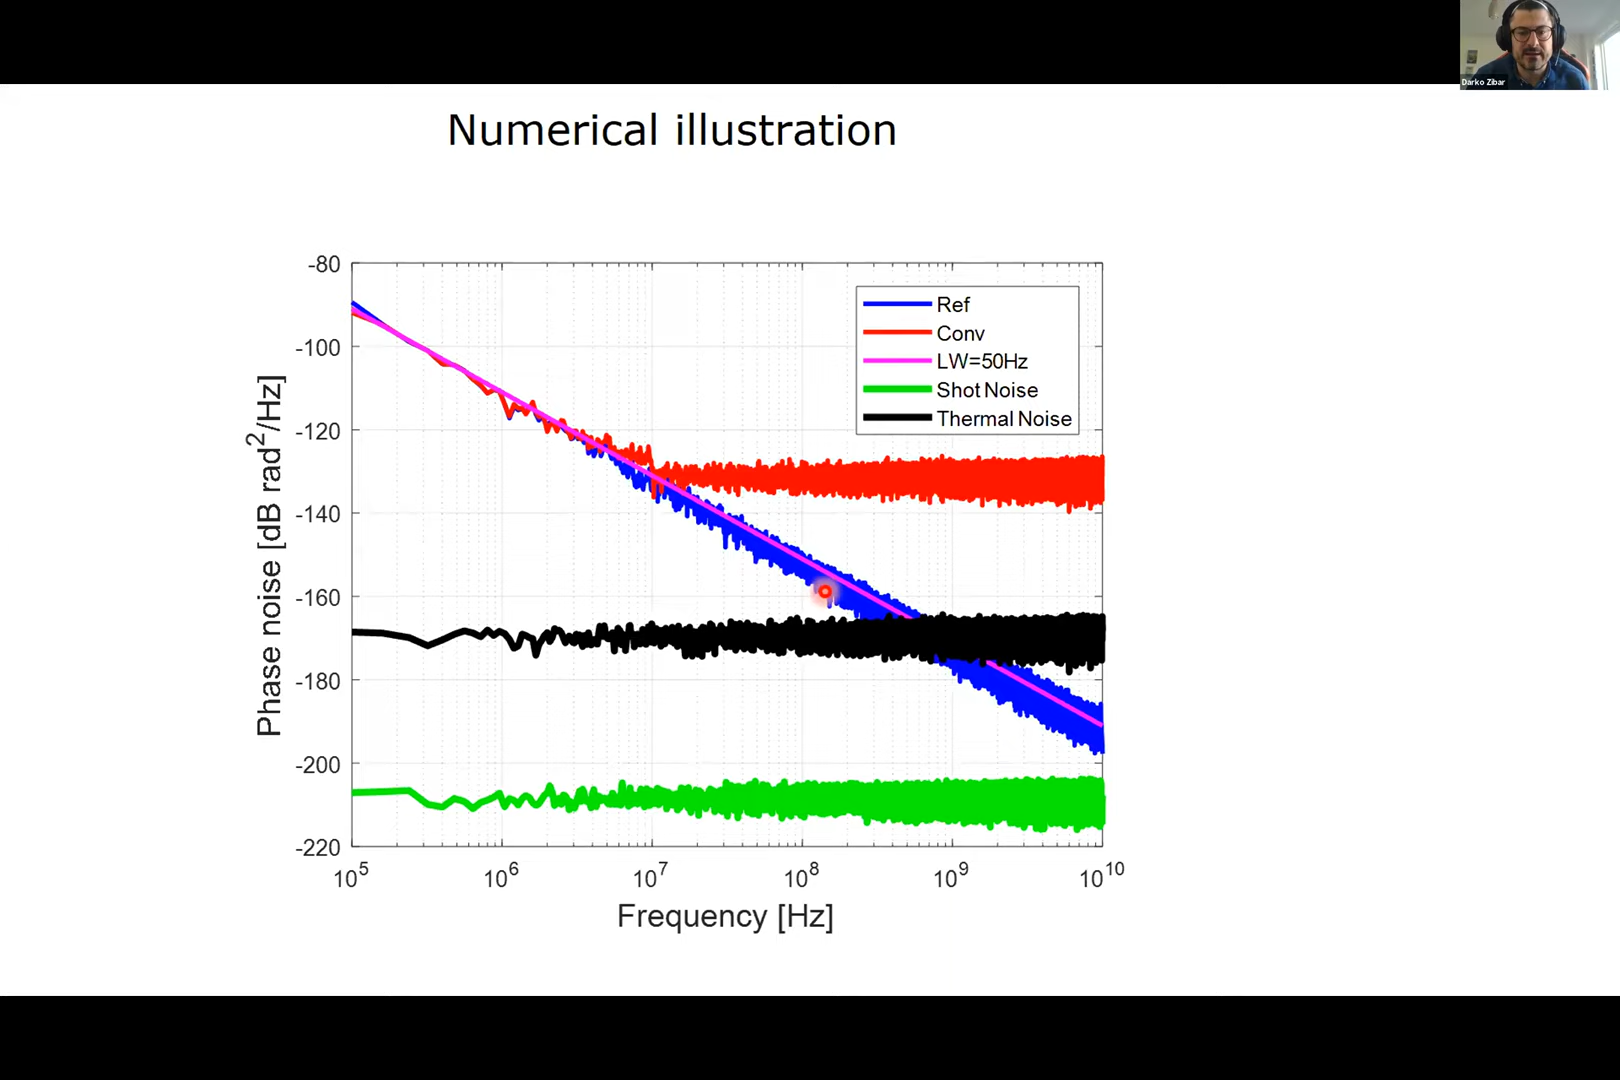 Darko Zibar
Numerical illustration
-80
-100
-120
-140
-160
-180
-200
-220
Phase noise [dB rad²/Hz]
Ref
Conv
LW=50Hz
Shot Noise
Thermal Noise
10⁵ 10⁶ 10⁷ 10⁸ 10⁹ 10¹⁰
Frequency [Hz]